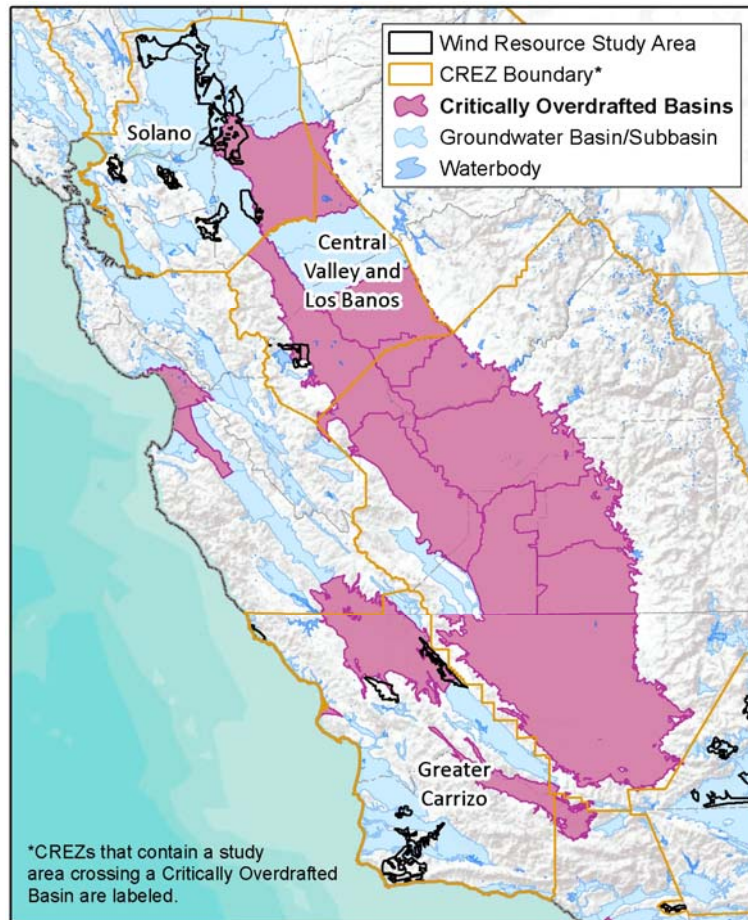 Wind Resource Study Area
CREZ Boundary*
Critically Overdrafted Basins
Groundwater Basin/Subbasin
Waterbody
Solano
Central
Valley and
Los Banos
Greater
Carrizo
*CREZs that contain a study
area crossing a Critically Overdrafted
Basin are labeled.